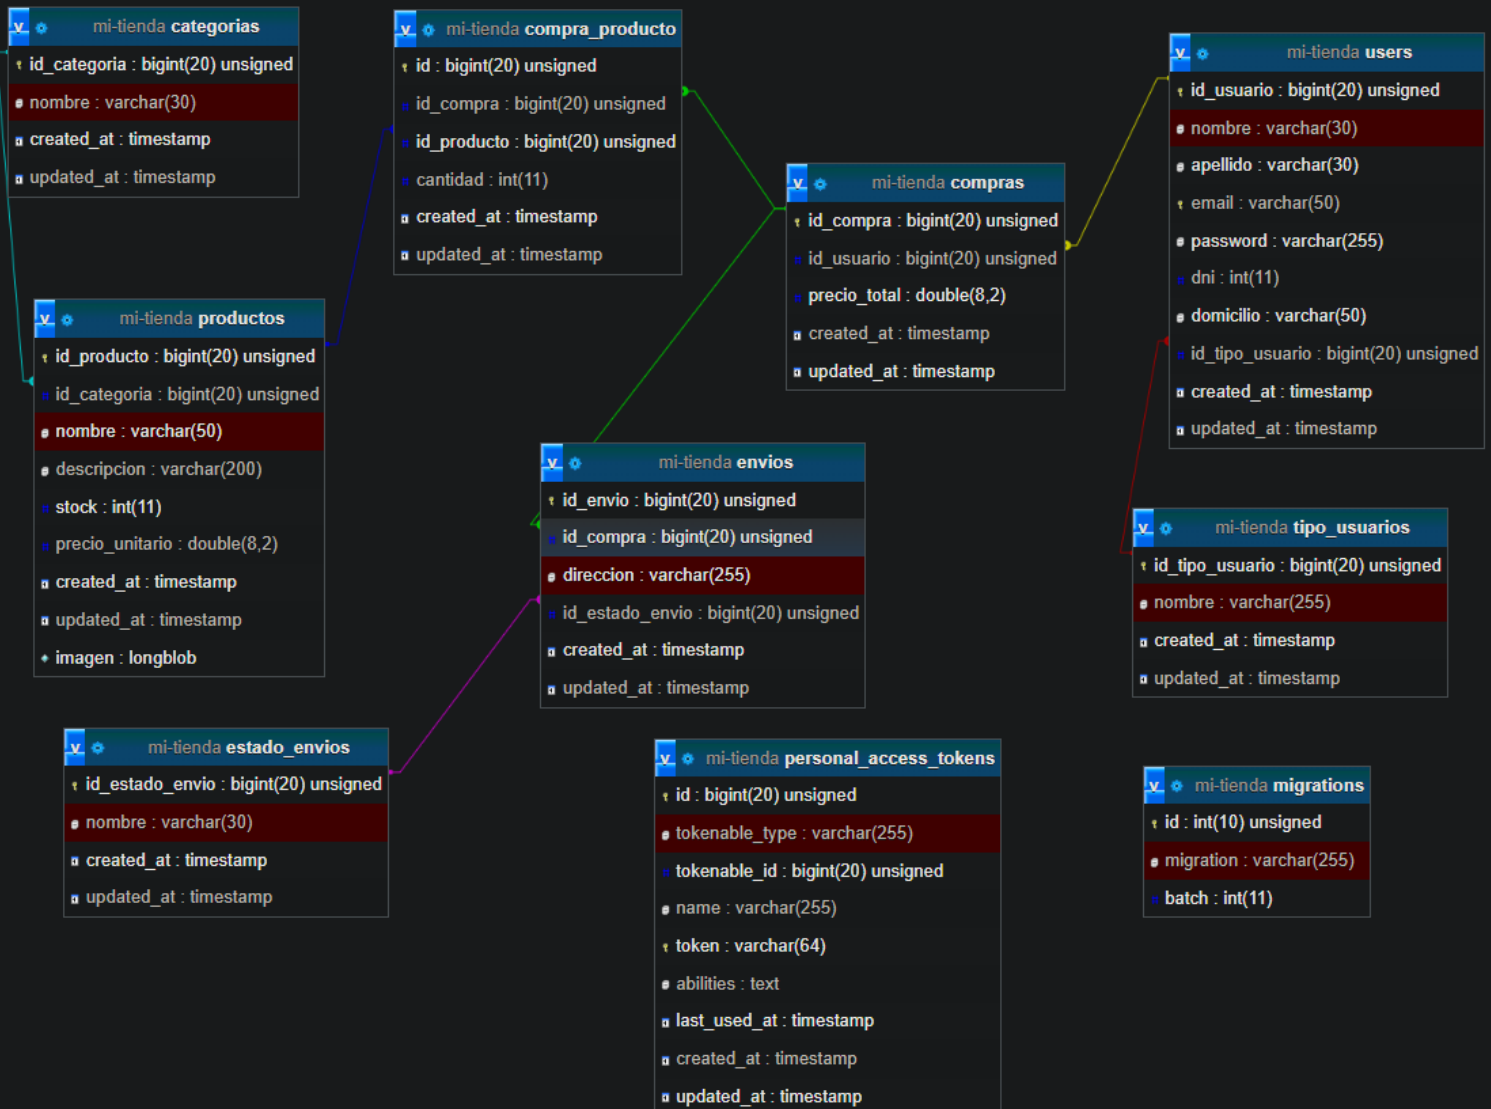 v mi-tienda categorias
id_categoria : bigint(20) unsigned
nombre : varchar(30)
created_at : timestamp
updated_at : timestamp
v mi-tienda compra_producto
id : bigint(20) unsigned
id_compra : bigint(20) unsigned
id_producto : bigint(20) unsigned
cantidad : int(11)
created_at : timestamp
updated_at : timestamp
v mi-tienda users
id_usuario : bigint(20) unsigned
nombre : varchar(30)
apellido : varchar(30)
email : varchar(50)
password : varchar(255)
dni : int(11)
domicilio : varchar(50)
id_tipo_usuario : bigint(20) unsigned
created_at : timestamp
updated_at : timestamp
v mi-tienda compras
id_compra : bigint(20) unsigned
id_usuario : bigint(20) unsigned
precio_total : double(8,2)
created_at : timestamp
updated_at : timestamp
v mi-tienda productos
id_producto : bigint(20) unsigned
id_categoria : bigint(20) unsigned
nombre : varchar(50)
descripcion : varchar(200)
stock : int(11)
precio_unitario : double(8,2)
created_at : timestamp
updated_at : timestamp
imagen : longblob
v mi-tienda envios
id_envio : bigint(20) unsigned
id_compra : bigint(20) unsigned
direccion : varchar(255)
id_estado_envio : bigint(20) unsigned
created_at : timestamp
updated_at : timestamp
v mi-tienda tipo_usuarios
id_tipo_usuario : bigint(20) unsigned
nombre : varchar(255)
created_at : timestamp
updated_at : timestamp
v mi-tienda estado_envios
id_estado_envio : bigint(20) unsigned
nombre : varchar(30)
created_at : timestamp
updated_at : timestamp
v mi-tienda personal_access_tokens
id : bigint(20) unsigned
tokenable_type : varchar(255)
tokenable_id : bigint(20) unsigned
name : varchar(255)
token : varchar(64)
abilities : text
last_used_at : timestamp
created_at : timestamp
updated_at : timestamp
v mi-tienda migrations
id : int(10) unsigned
migration : varchar(255)
batch : int(11)